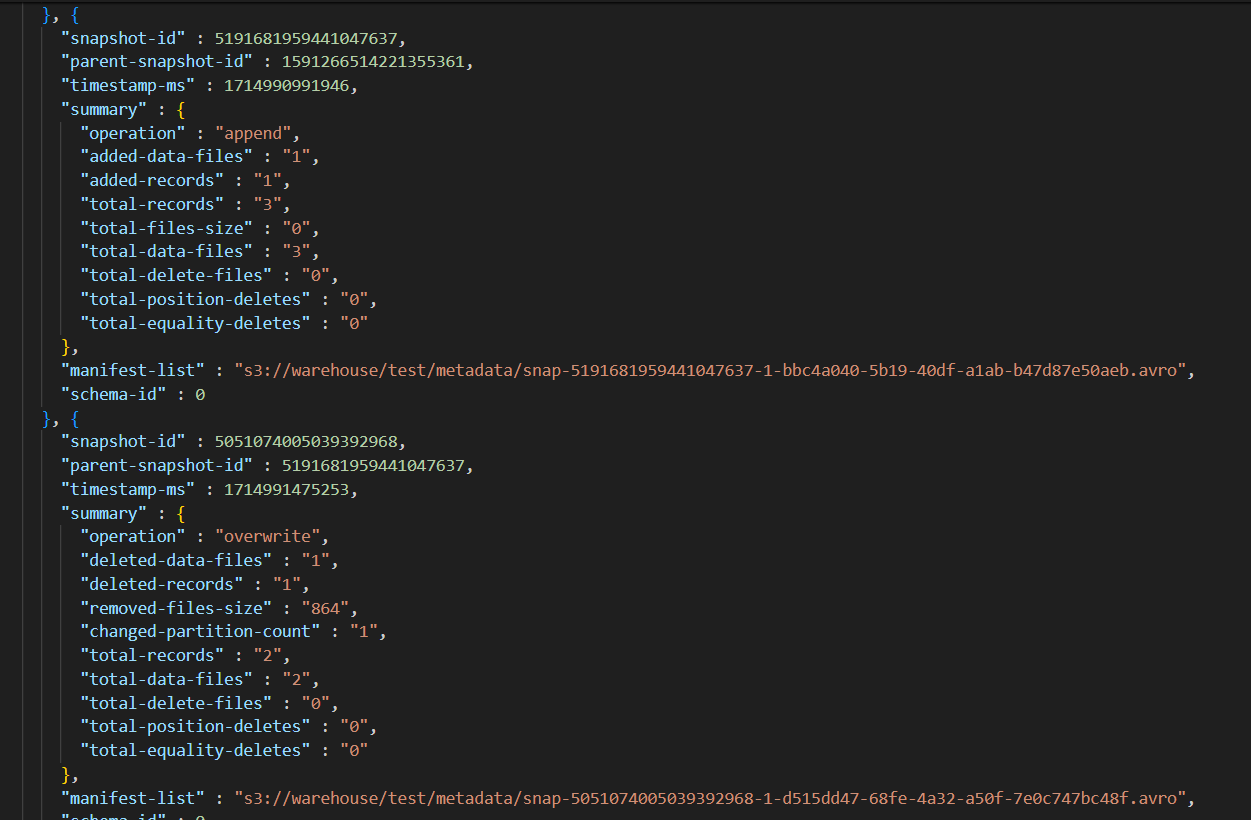 }, {
"snapshot-id" : 5191681959441047637,
"parent-snapshot-id" : 1591266514221355361,
"timestamp-ms" : 1714990991946,
"summary" : {
"operation" : "append",
"added-data-files" : "1",
"added-records" : "1",
"total-records" : "3",
"total-files-size" : "0",
"total-data-files" : "3",
"total-delete-files" : "0",
"total-position-deletes" : "0",
"total-equality-deletes" : "0"
},
"manifest-list" : "s3://warehouse/test/metadata/snap-5191681959441047637-1-bbc4a040-5b19-40df-a1ab-b47d87e50aeb.avro",
"schema-id" : 0
}, {
"snapshot-id" : 5051074005039392968,
"parent-snapshot-id" : 5191681959441047637,
"timestamp-ms" : 1714991475253,
"summary" : {
"operation" : "overwrite",
"deleted-data-files" : "1",
"deleted-records" : "1",
"removed-files-size" : "864",
"changed-partition-count" : "1",
"total-records" : "2",
"total-data-files" : "2",
"total-delete-files" : "0",
"total-position-deletes" : "0",
"total-equality-deletes" : "0"
},
"manifest-list" : "s3://warehouse/test/metadata/snap-5051074005039392968-1-d515dd47-68fe-4a32-a50f-7e0c747bc48f.avro",
"schema-id" : 0